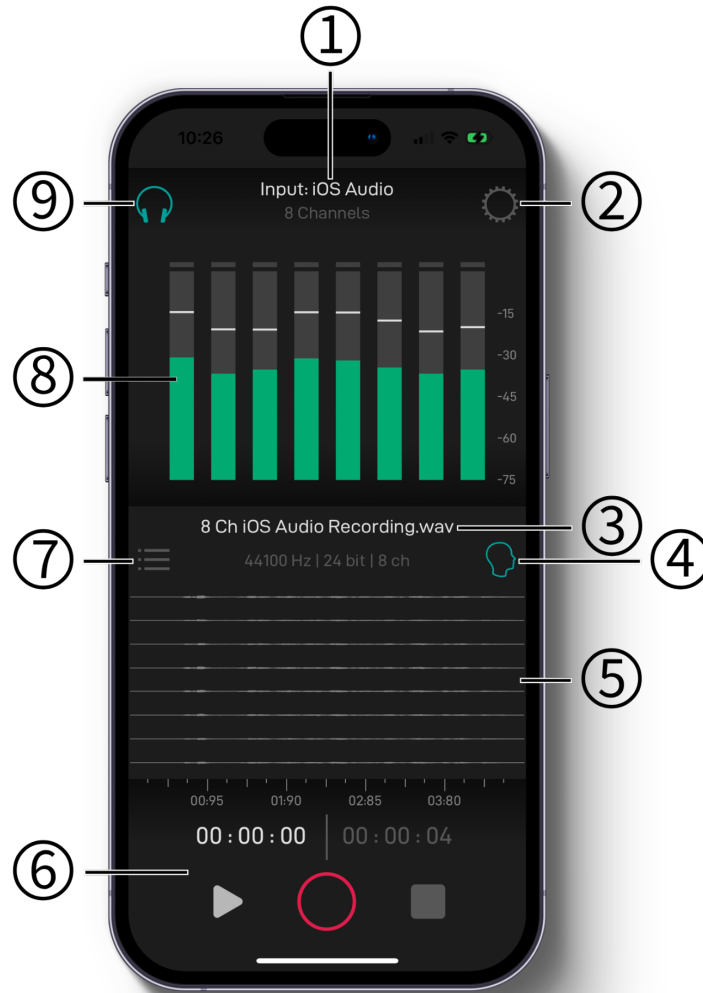 ①
10:26
⑨
Input: iOS Audio
②
8 Channels
-15
-30
⑧
-45
-60
-75
8 Ch iOS Audio Recording.wav
③
⑦
44100 Hz | 24 bit | 8 ch
④
⑤
00:95 01:90 02:85 03:80
00 : 00 : 00 00 : 00 : 04
⑥